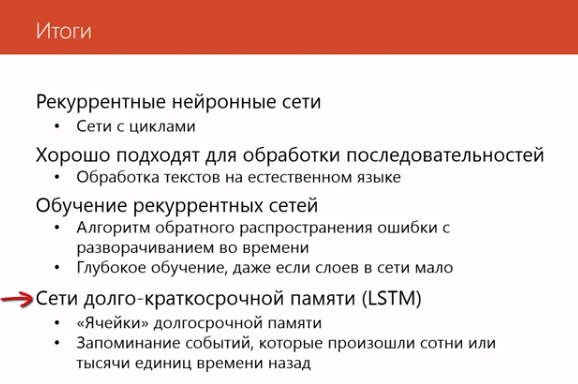 Итоги
Рекуррентные нейронные сети
• Сети с циклами
Хорошо подходят для обработки последовательностей
• Обработка текстов на естественном языке
Обучение рекуррентных сетей
• Алгоритм обратного распространения ошибки с
разворачиванием во времени
• Глубокое обучение, даже если слоев в сети мало
Сети долго-краткосрочной памяти (LSTM)
• «Ячейки» долгосрочной памяти
• Запоминание событий, которые произошли сотни или
тысячи единиц времени назад